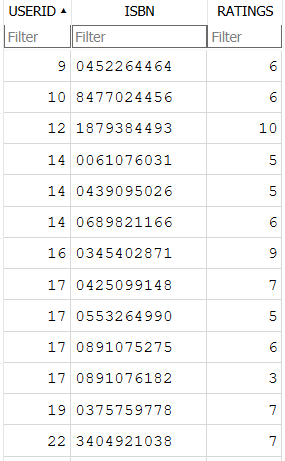 USERID ISBN RATINGS
Filter Filter Filter
9 0452264464 6
10 8477024456 6
12 1879384493 10
14 0061076031 5
14 0439095026 5
14 0689821166 6
16 0345402871 9
17 0425099148 7
17 0553264990 5
17 0891075275 6
17 0891076182 3
19 0375759778 7
22 3404921038 7